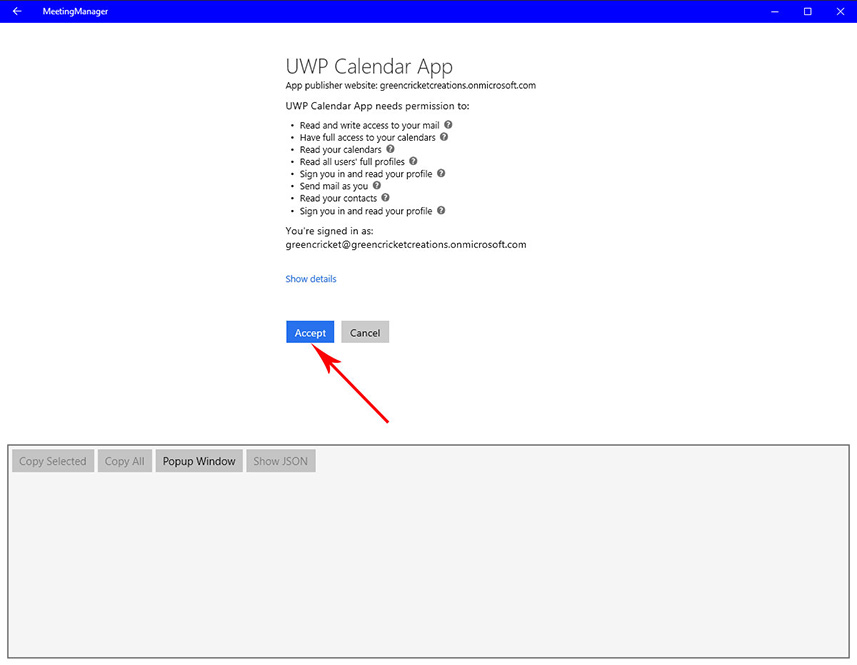 MeetingManager
UWP Calendar App
App publisher website: greencricketcreations.onmicrosoft.com
UWP Calendar App needs permission to:
• Read and write access to your mail ?
• Have full access to your calendars ?
• Read your calendars ?
• Read all users' full profiles ?
• Sign you in and read your profile ?
• Send mail as you ?
• Read your contacts ?
• Sign you in and read your profile ?
You're signed in as:
greencricket@greencricketcreations.onmicrosoft.com
Show details
Accept Cancel
Copy Selected Copy All Popup Window Show JSON